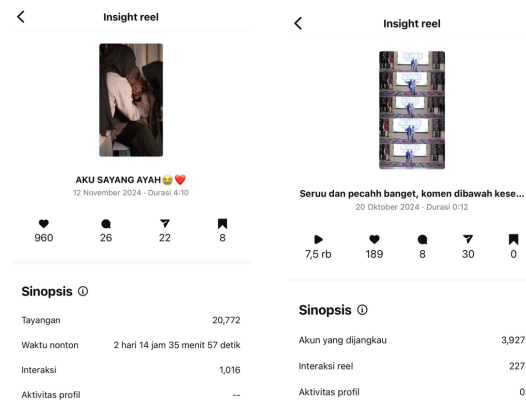 Insight reel
AKU SAYANG AYAH😭❤️
12 November 2024 · Durasi 4:10
960 26 22 8
Sinopsis
Tayangan 20,772
Waktu nonton 2 hari 14 jam 35 menit 57 detik
Interaksi 1,016
Aktivitas profil --
Insight reel
Seruu dan pecahh banget, komen dibawah kese...
20 Oktober 2024 · Durasi 0:12
7,5 rb 189 8 30 0
Sinopsis
Akun yang dijangkau 3,927
Interaksi reel 227
Aktivitas profil 0